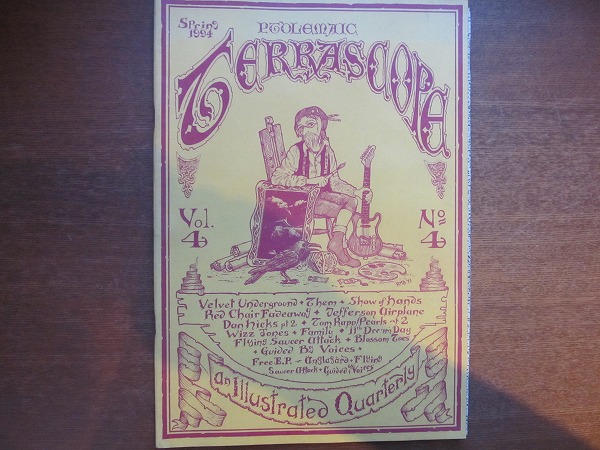 Spring
1994
PTOLEMAIC
TERRASCOPE
Vol. 4
No 4
Velvet Underground • Them • Show of Hands
Red Chair Fadeaway • Jefferson Airplane
Dan Hicks pt 2 • Tom Rapp/Pearls pt 2
Wizz Jones • Family • 11th Dream Day
Flying Saucer Attack • Blossom Toes
• Guided By Voices •
Free E.P. – Anglagard • Flying
Saucer Attack • Guided Voices
an Illustrated Quarterly